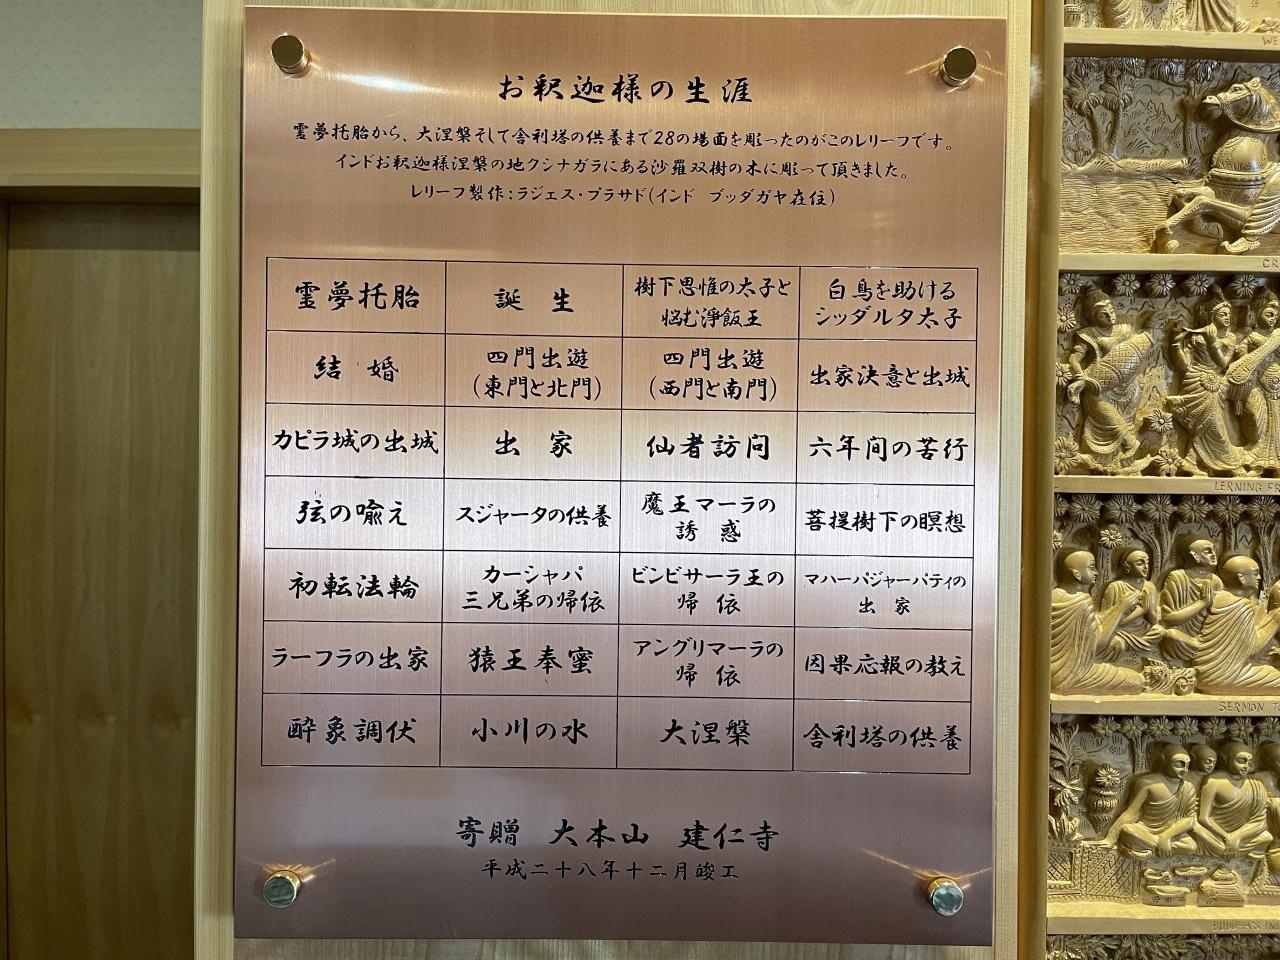 お釈迦様の生涯
霊夢托胎から、大涅槃そして舎利塔の供養まで28の場面を彫ったのがこのレリーフです。
インドお釈迦様涅槃の地クシナガラにある沙羅双樹の木に彫って頂きました。
レリーフ製作:ラジェス・プラサド(インド ブッダガヤ在住)
霊夢托胎
誕 生
樹下思惟の太子と
悩む浄飯王
白鳥を助ける
シッダルタ太子
結 婚
四門出遊
(東門と北門)
四門出遊
(西門と南門)
出家決意と出城
カピラ城の出城
出 家
仙者訪問
六年间の苦行
弦の喩え
スジャータの供養
魔王マーラの
誘 惑
菩提樹下の瞑想
初転法輪
カーシャパ
三兄弟の帰依
ビンビサーラ王の
帰 依
マハーパジャーパティの
出 家
ラーフラの出家
猿王奉蜜
アングリマーラの
帰 依
因果応報の教え
酔象調伏
小川の水
大涅槃
舎利塔の供養
寄贈 大本山 建仁寺
平成二十八年十二月竣工
WE
CR
LERNING FR
SERMON TO
BUDDHA'S INI